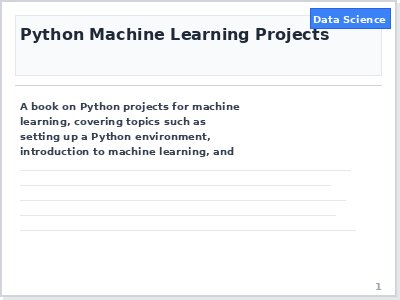 Data Science
Python Machine Learning Projects
A book on Python projects for machine
learning, covering topics such as
setting up a Python environment,
introduction to machine learning, and
1